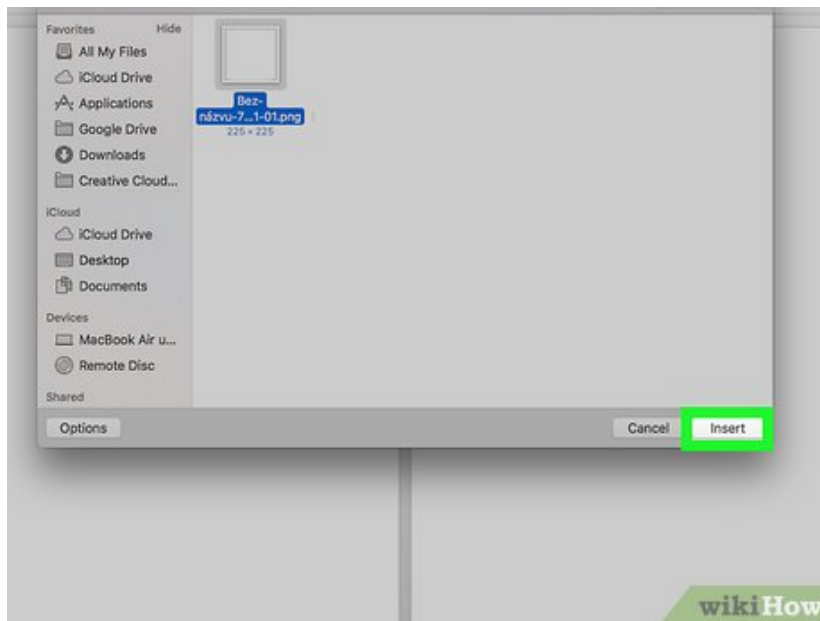 Favorites Hide
All My Files
iCloud Drive
Applications
Google Drive
Downloads
Creative Cloud...
iCloud
iCloud Drive
Desktop
Documents
Devices
MacBook Air u...
Remote Disc
Shared
Bez-
názvu-7...1-01.png
225 × 225
Options
Cancel
Insert
wikiHow